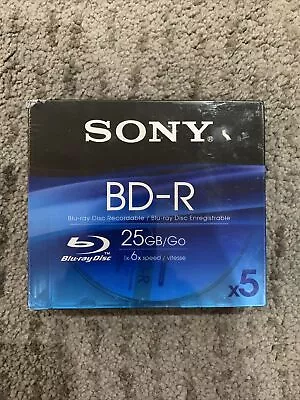 SONY
BD-R
Blu-ray Disc Recordable / Blu-ray Disc Enregistrable
25GB/Go
Blu-ray Disc™
1x-6x speed / vitesse
x5